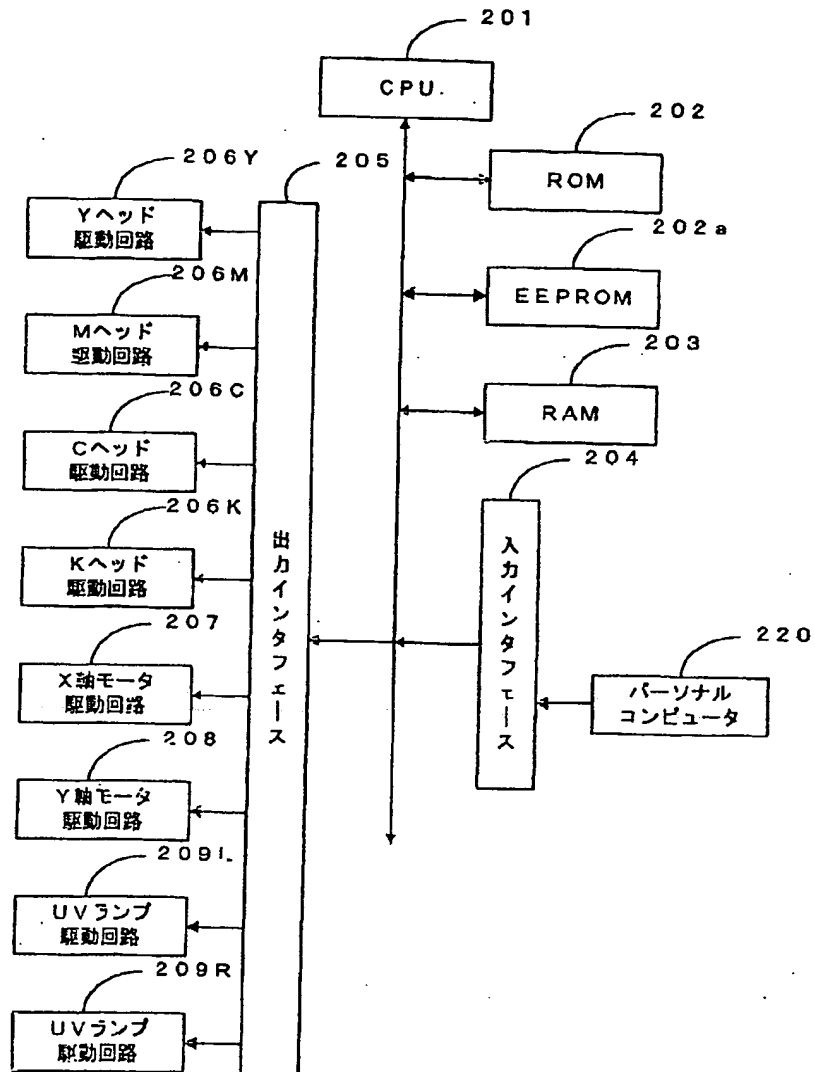 201
CPU
202
ROM
202a
EEPROM
203
RAM
204
入力インタフェース
220
パーソナル
コンピュータ
205
出力インタフェース
206Y
Yヘッド
駆動回路
206M
Mヘッド
駆動回路
206C
Cヘッド
駆動回路
206K
Kヘッド
駆動回路
207
X軸モータ
駆動回路
208
Y軸モータ
駆動回路
209L
UVランプ
駆動回路
209R
UVランプ
駆動回路